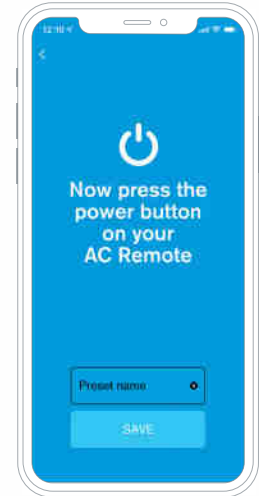 12:10
Now press the
power button
on your
AC Remote
Preset name
SAVE